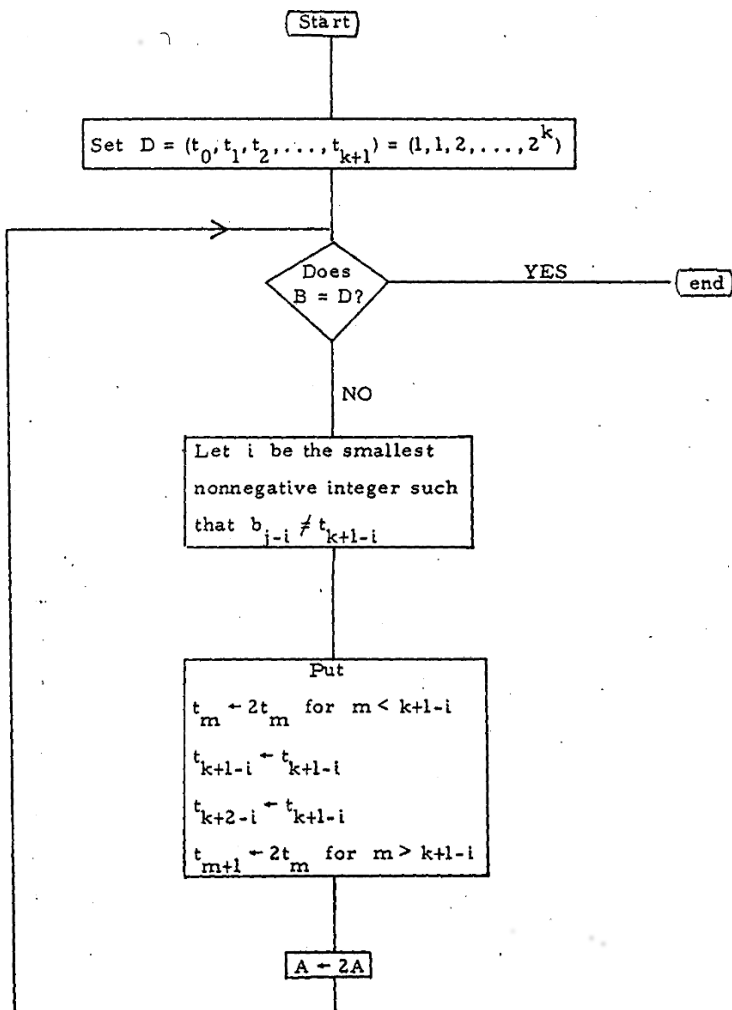 Start
Set D = (t_0, t_1, t_2, ..., t_{k+1}) = (1, 1, 2, ..., 2^k)
Does
B = D?
YES
end
NO
Let i be the smallest
nonnegative integer such
that b_{j-i} ≠ t_{k+1-i}
Put
t_m ← 2t_m for m < k+1-i
t_{k+1-i} ← t_{k+1-i}
t_{k+2-i} ← t_{k+1-i}
t_{m+1} ← 2t_m for m > k+1-i
A ← 2A